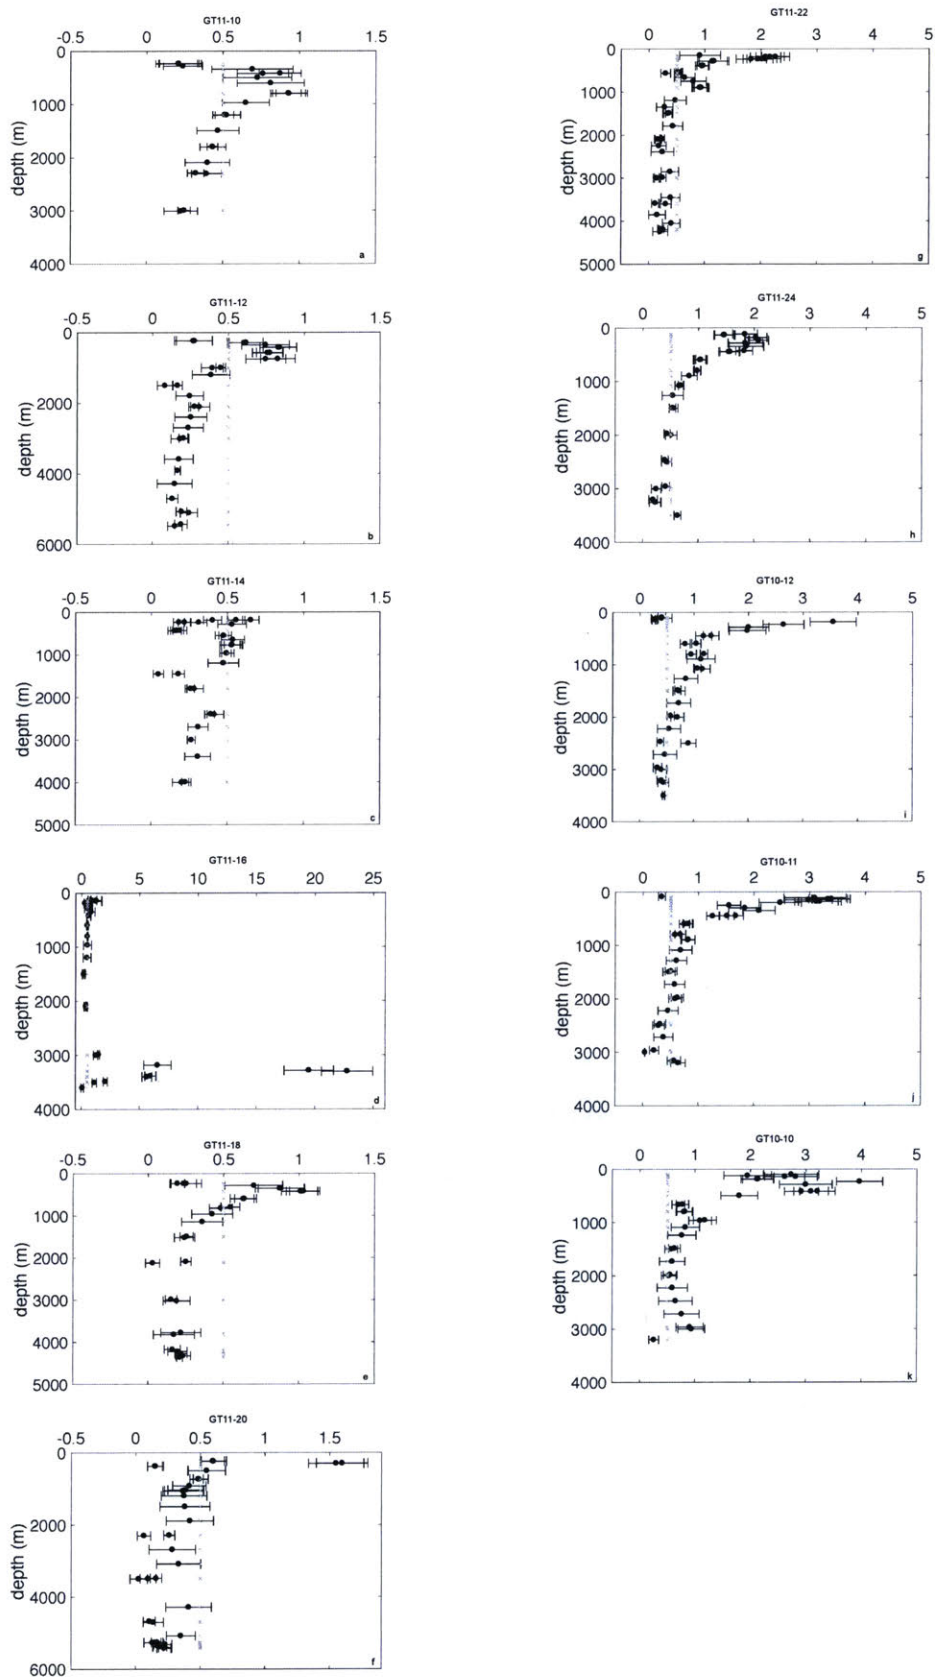 GT11-10
-0.5 0 0.5 1 1.5
depth (m)
0
1000
2000
3000
4000
a
GT11-12
-0.5 0 0.5 1 1.5
depth (m)
0
2000
4000
6000
b
GT11-14
-0.5 0 0.5 1 1.5
depth (m)
0
1000
2000
3000
4000
5000
c
GT11-16
0 5 10 15 20 25
depth (m)
0
1000
2000
3000
4000
d
GT11-18
-0.5 0 0.5 1 1.5
depth (m)
0
1000
2000
3000
4000
5000
e
GT11-20
-0.5 0 0.5 1 1.5
depth (m)
0
2000
4000
6000
f
GT11-22
0 1 2 3 4 5
depth (m)
0
1000
2000
3000
4000
5000
g
GT11-24
0 1 2 3 4 5
depth (m)
0
1000
2000
3000
4000
h
GT10-12
0 1 2 3 4 5
depth (m)
0
1000
2000
3000
4000
i
GT10-11
0 1 2 3 4 5
depth (m)
0
1000
2000
3000
4000
j
GT10-10
0 1 2 3 4 5
depth (m)
0
1000
2000
3000
4000
k